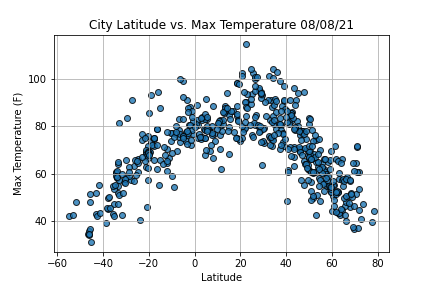 City Latitude vs. Max Temperature 08/08/21
Max Temperature (F)
100
80
60
40
−60 −40 −20 0 20 40 60 80
Latitude